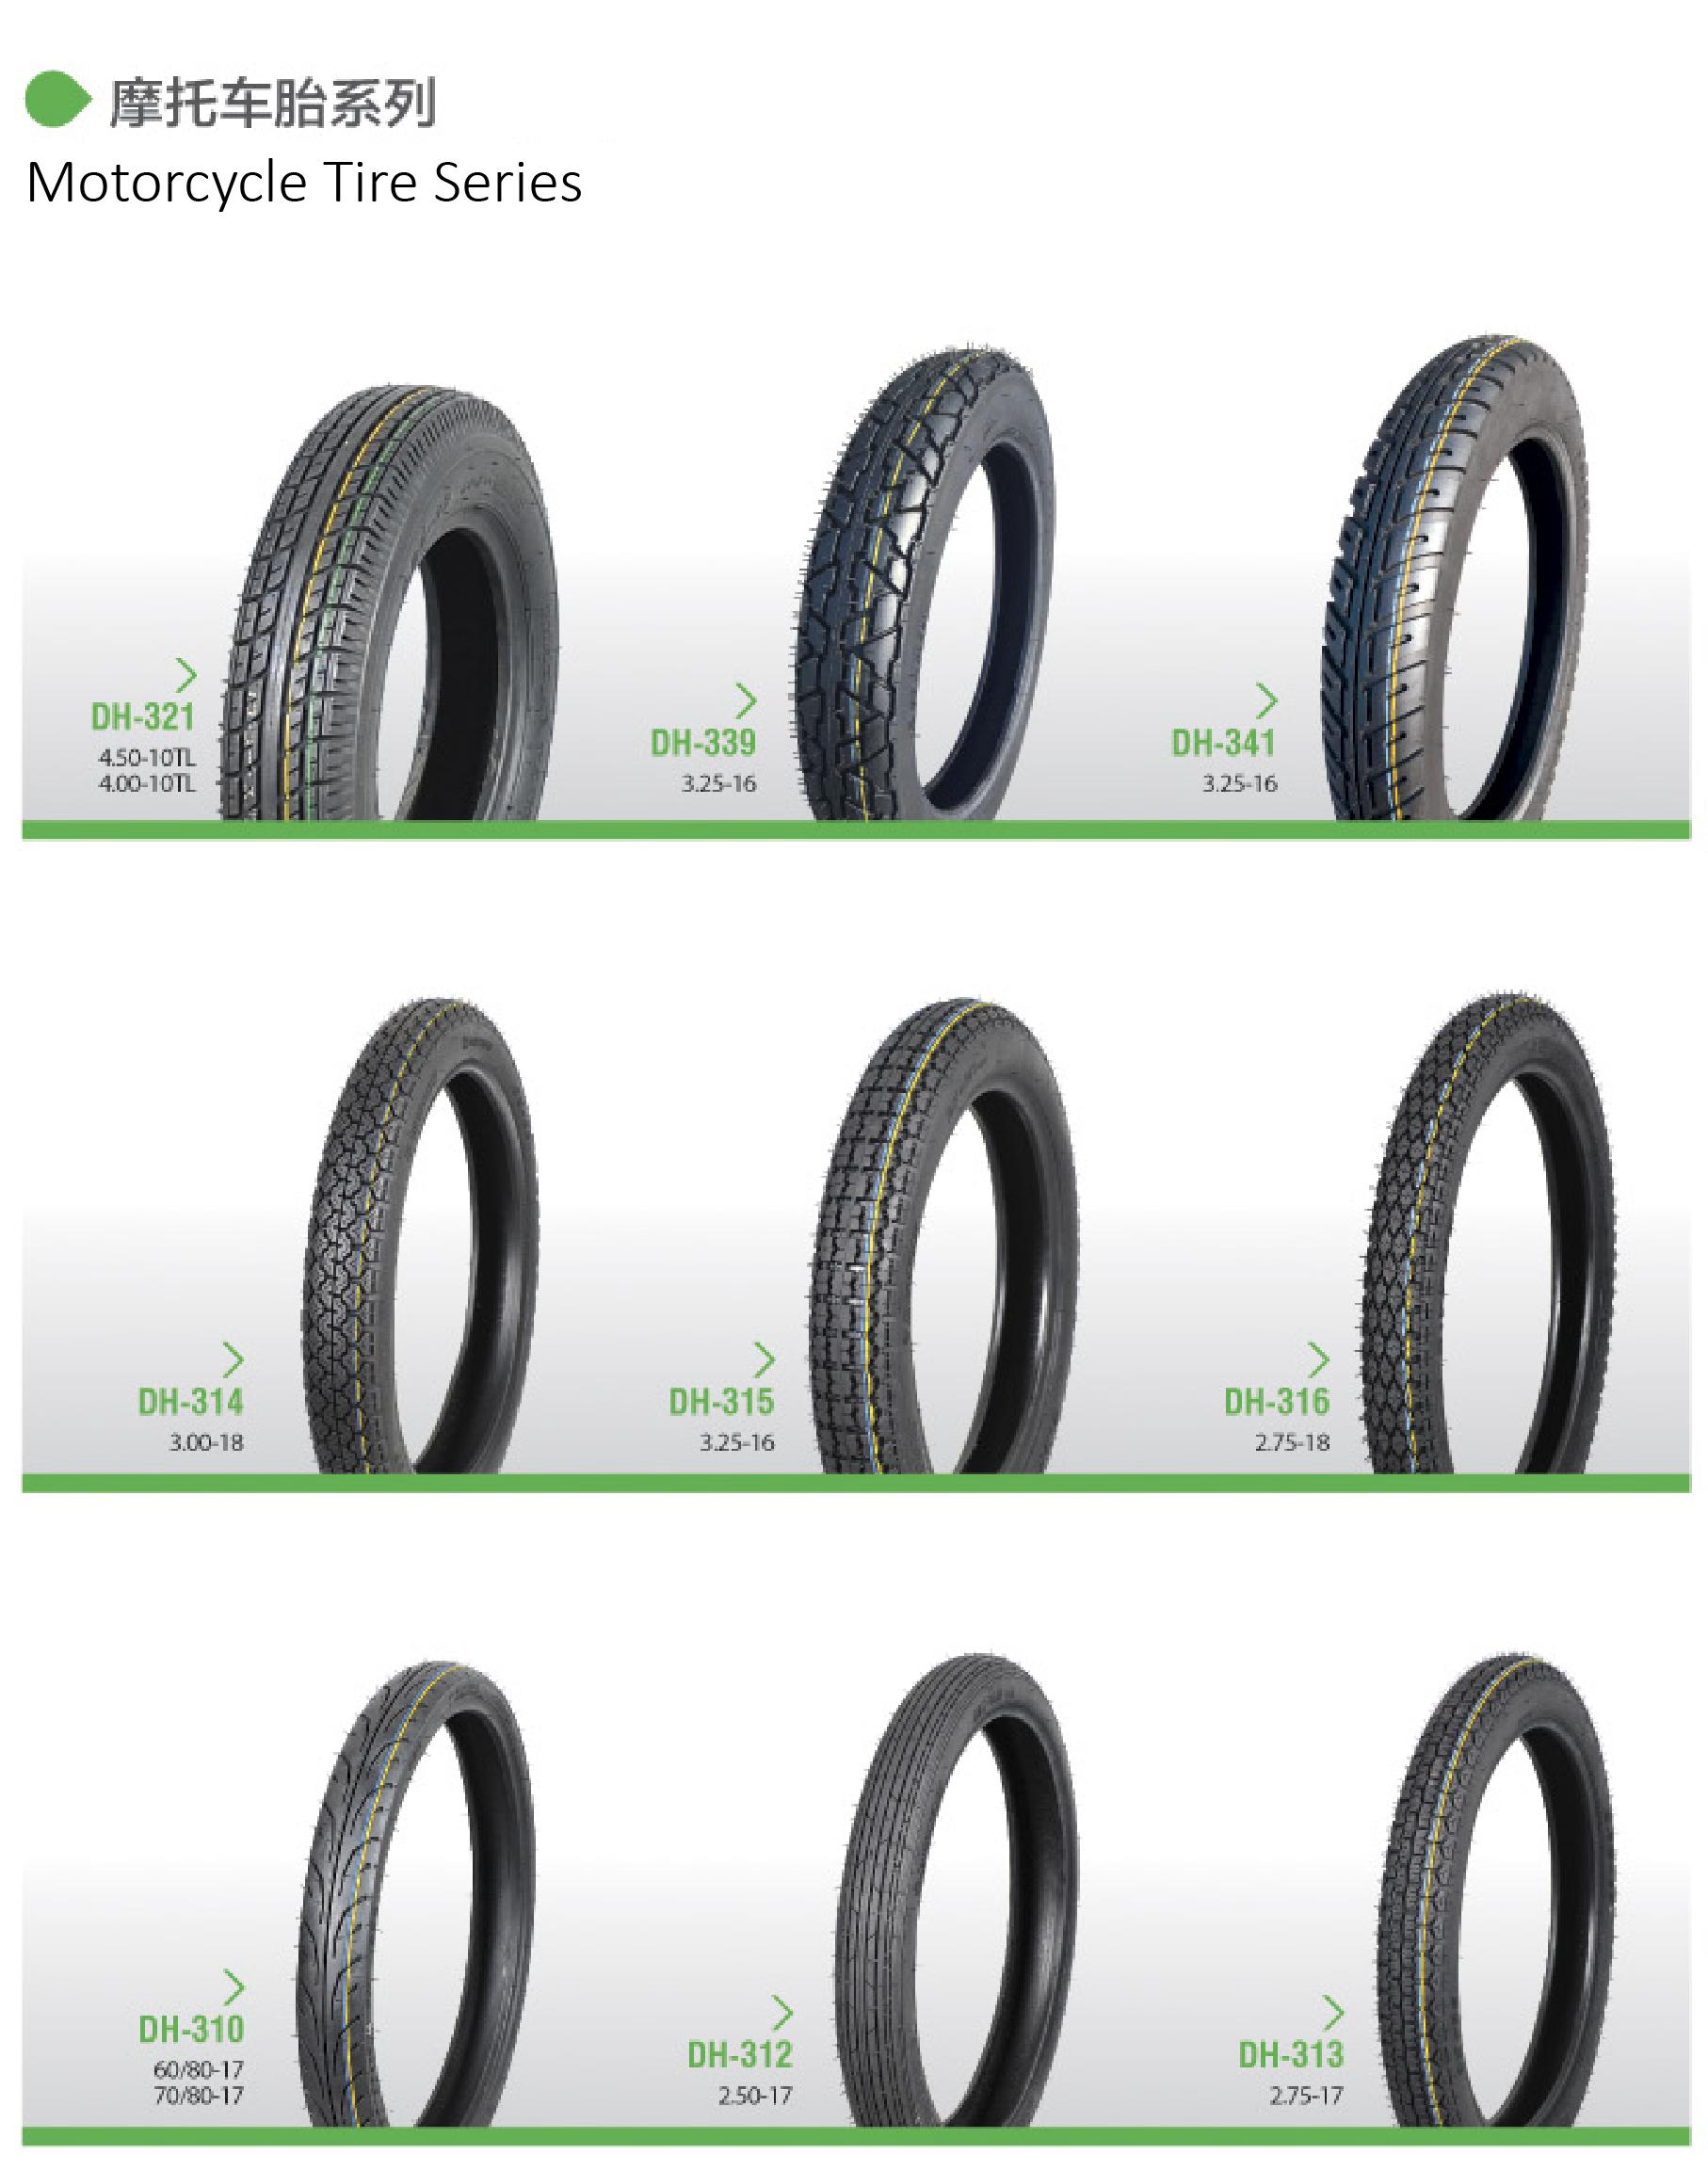 摩托车胎系列
Motorcycle Tire Series
DH-321
4.50-10TL
4.00-10TL
DH-339
3.25-16
DH-341
3.25-16
DH-314
3.00-18
DH-315
3.25-16
DH-316
2.75-18
DH-310
60/80-17
70/80-17
DH-312
2.50-17
DH-313
2.75-17